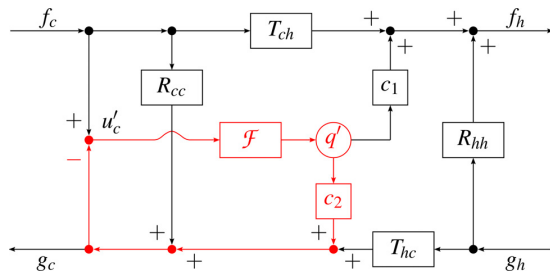 f_c T_ch + + + + f_h
R_cc c_1
+ u'_c
− 𝓕 q' R_hh
c_2
+ + + +
g_c + T_hc g_h